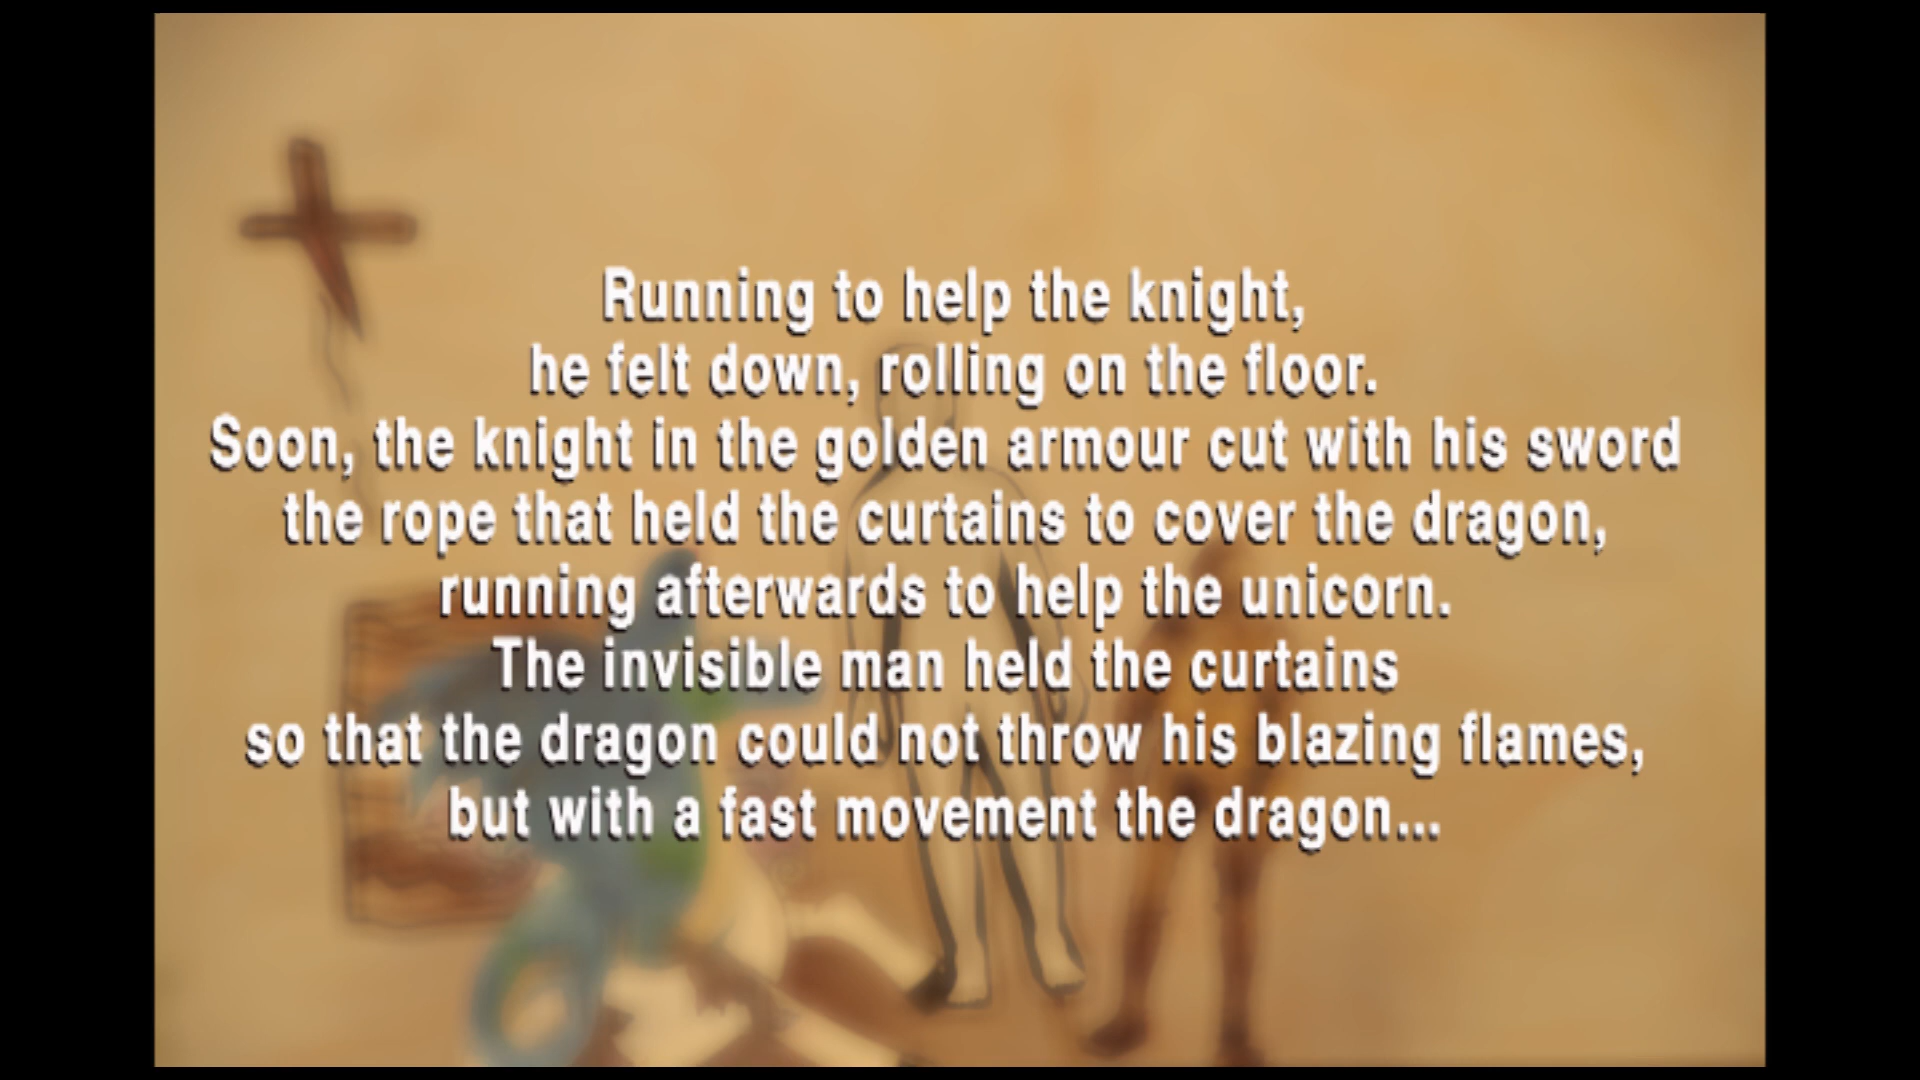 Running to help the knight,
he felt down, rolling on the floor.
Soon, the knight in the golden armour cut with his sword
the rope that held the curtains to cover the dragon,
running afterwards to help the unicorn.
The invisible man held the curtains
so that the dragon could not throw his blazing flames,
but with a fast movement the dragon...